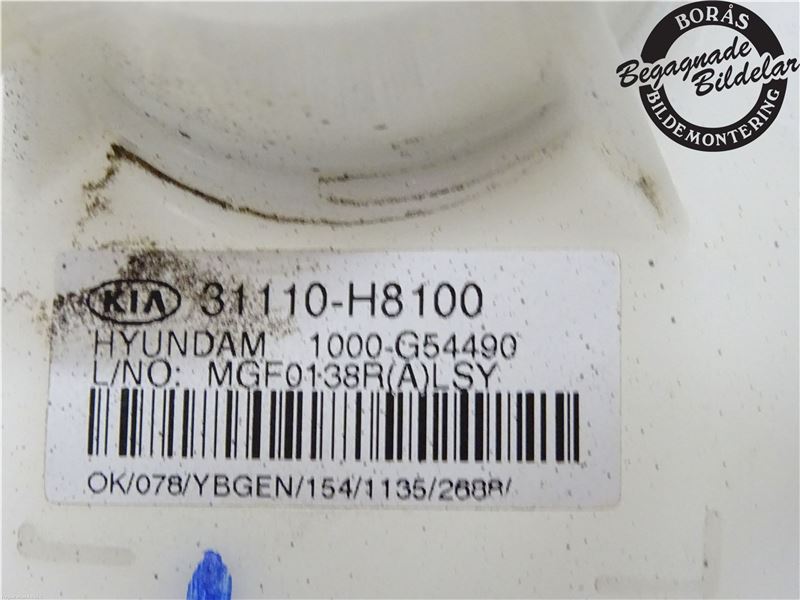 BORÅS
Begagnade
Bildelar
BILDEMONTERING
KIA 31110-H8100
HYUNDAM 1000-G54490
L/NO: MGF0138R(A)LSY
OK/078/YBGEN/154/1135/2688/